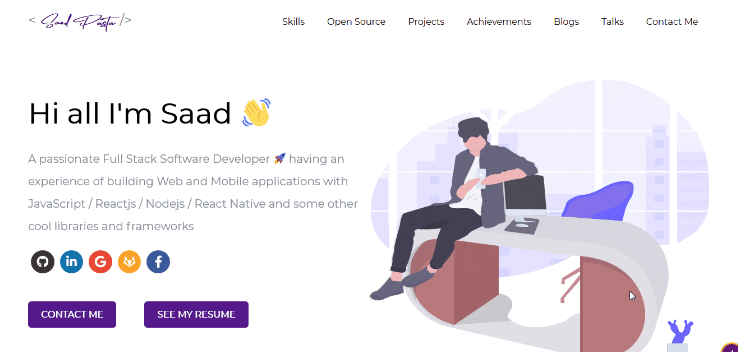 < Saad Pasta />
Skills Open Source Projects Achievements Blogs Talks Contact Me
Hi all I'm Saad 👋
A passionate Full Stack Software Developer 🚀 having an
experience of building Web and Mobile applications with
JavaScript / Reactjs / Nodejs / React Native and some other
cool libraries and frameworks
CONTACT ME SEE MY RESUME